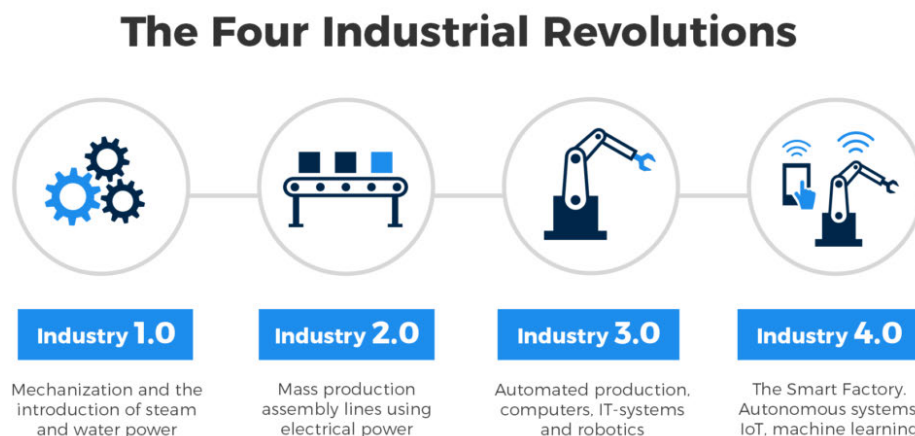 The Four Industrial Revolutions
Industry 1.0
Mechanization and the
introduction of steam
and water power
Industry 2.0
Mass production
assembly lines using
electrical power
Industry 3.0
Automated production,
computers, IT-systems
and robotics
Industry 4.0
The Smart Factory.
Autonomous systems,
IoT, machine learning